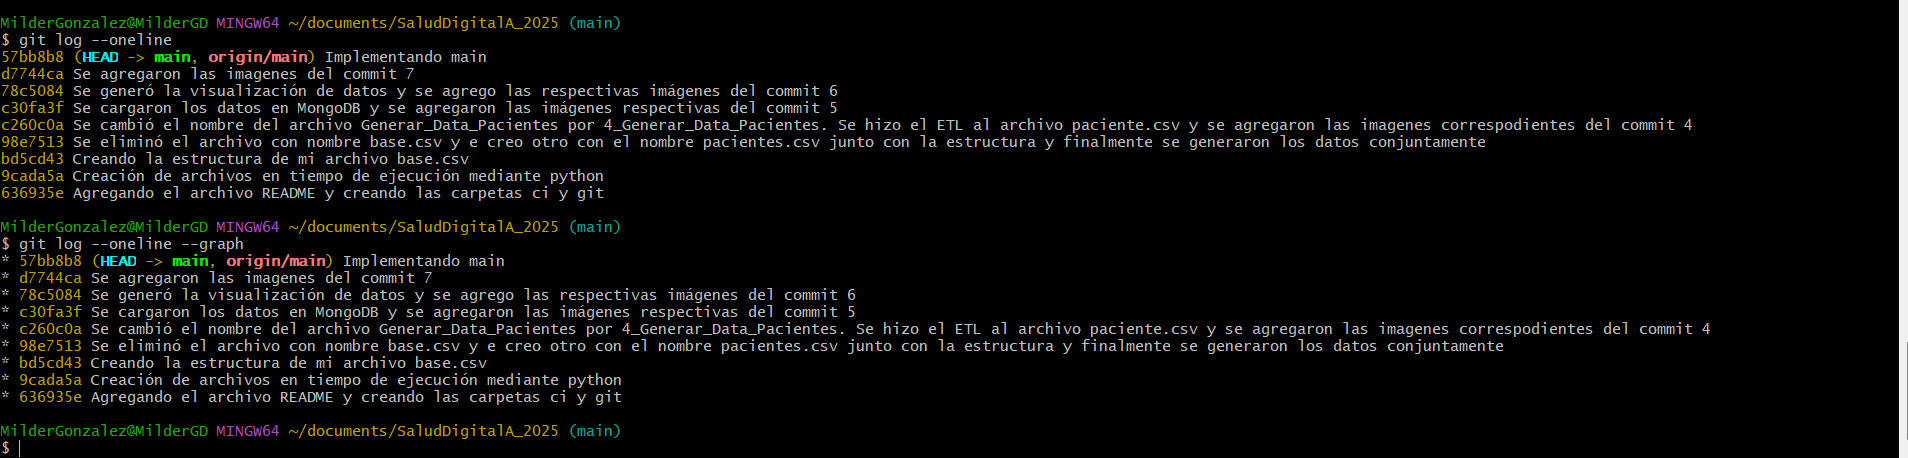 MilderGonzalez@MilderGD MINGW64 ~/documents/SaludDigitalA_2025 (main)
$ git log --oneline
57bb8b8 (HEAD -> main, origin/main) Implementando main
d7744ca Se agregaron las imagenes del commit 7
78c5084 Se generó la visualización de datos y se agrego las respectivas imágenes del commit 6
c30fa3f Se cargaron los datos en MongoDB y se agregaron las imágenes respectivas del commit 5
c260c0a Se cambió el nombre del archivo Generar_Data_Pacientes por 4_Generar_Data_Pacientes. Se hizo el ETL al archivo paciente.csv y se agregaron las imagenes correspodientes del commit 4
98e7513 Se eliminó el archivo con nombre base.csv y e creo otro con el nombre pacientes.csv junto con la estructura y finalmente se generaron los datos conjuntamente
bd5cd43 Creando la estructura de mi archivo base.csv
9cada5a Creación de archivos en tiempo de ejecución mediante python
636935e Agregando el archivo README y creando las carpetas ci y git
MilderGonzalez@MilderGD MINGW64 ~/documents/SaludDigitalA_2025 (main)
$ git log --oneline --graph
* 57bb8b8 (HEAD -> main, origin/main) Implementando main
* d7744ca Se agregaron las imagenes del commit 7
* 78c5084 Se generó la visualización de datos y se agrego las respectivas imágenes del commit 6
* c30fa3f Se cargaron los datos en MongoDB y se agregaron las imágenes respectivas del commit 5
* c260c0a Se cambió el nombre del archivo Generar_Data_Pacientes por 4_Generar_Data_Pacientes. Se hizo el ETL al archivo paciente.csv y se agregaron las imagenes correspodientes del commit 4
* 98e7513 Se eliminó el archivo con nombre base.csv y e creo otro con el nombre pacientes.csv junto con la estructura y finalmente se generaron los datos conjuntamente
* bd5cd43 Creando la estructura de mi archivo base.csv
* 9cada5a Creación de archivos en tiempo de ejecución mediante python
* 636935e Agregando el archivo README y creando las carpetas ci y git
MilderGonzalez@MilderGD MINGW64 ~/documents/SaludDigitalA_2025 (main)
$